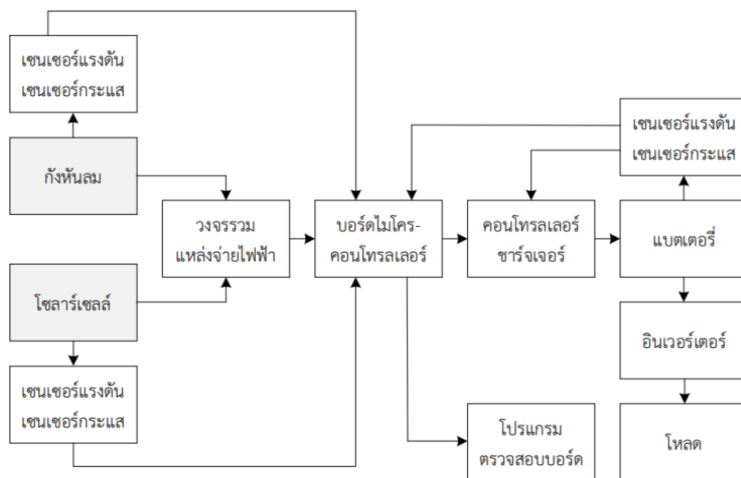 เซนเซอร์แรงดัน
เซนเซอร์กระแส
กังหันลม
โซลาร์เซลล์
เซนเซอร์แรงดัน
เซนเซอร์กระแส
วงจรรวม
แหล่งจ่ายไฟฟ้า
บอร์ดไมโคร-
คอนโทรลเลอร์
คอนโทรลเลอร์
ชาร์จเจอร์
เซนเซอร์แรงดัน
เซนเซอร์กระแส
แบตเตอรี่
อินเวอร์เตอร์
โหลด
โปรแกรม
ตรวจสอบบอร์ด